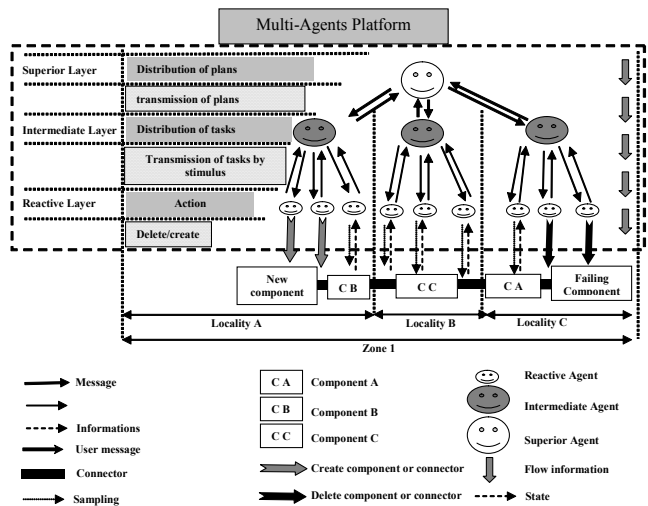 Multi-Agents Platform
Superior Layer
Distribution of plans
transmission of plans
Intermediate Layer
Distribution of tasks
Transmission of tasks by
stimulus
Reactive Layer
Action
Delete/create
New
component
C B
C C
C A
Failing
Component
Locality A
Locality B
Locality C
Zone 1
Message
Informations
User message
Connector
Sampling
C A
Component A
C B
Component B
C C
Component C
Create component or connector
Delete component or connector
Reactive Agent
Intermediate Agent
Superior Agent
Flow information
State